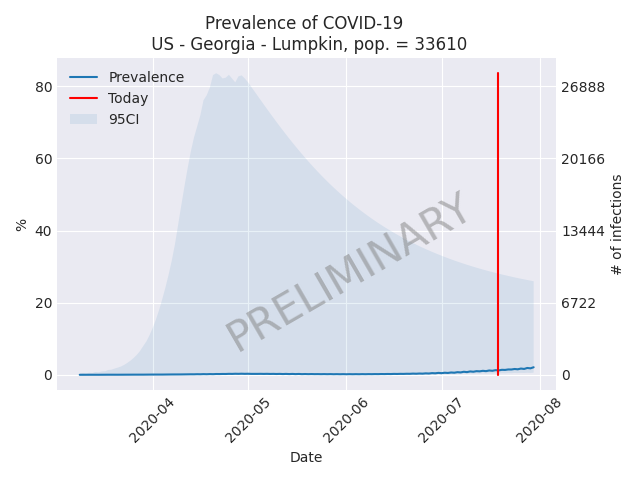 Prevalence of COVID-19
US - Georgia - Lumpkin, pop. = 33610
Prevalence
Today
95CI
80
60
40
20
0
%
26888
20166
13444
6722
0
# of infections
PRELIMINARY
2020-04
2020-05
2020-06
2020-07
2020-08
Date